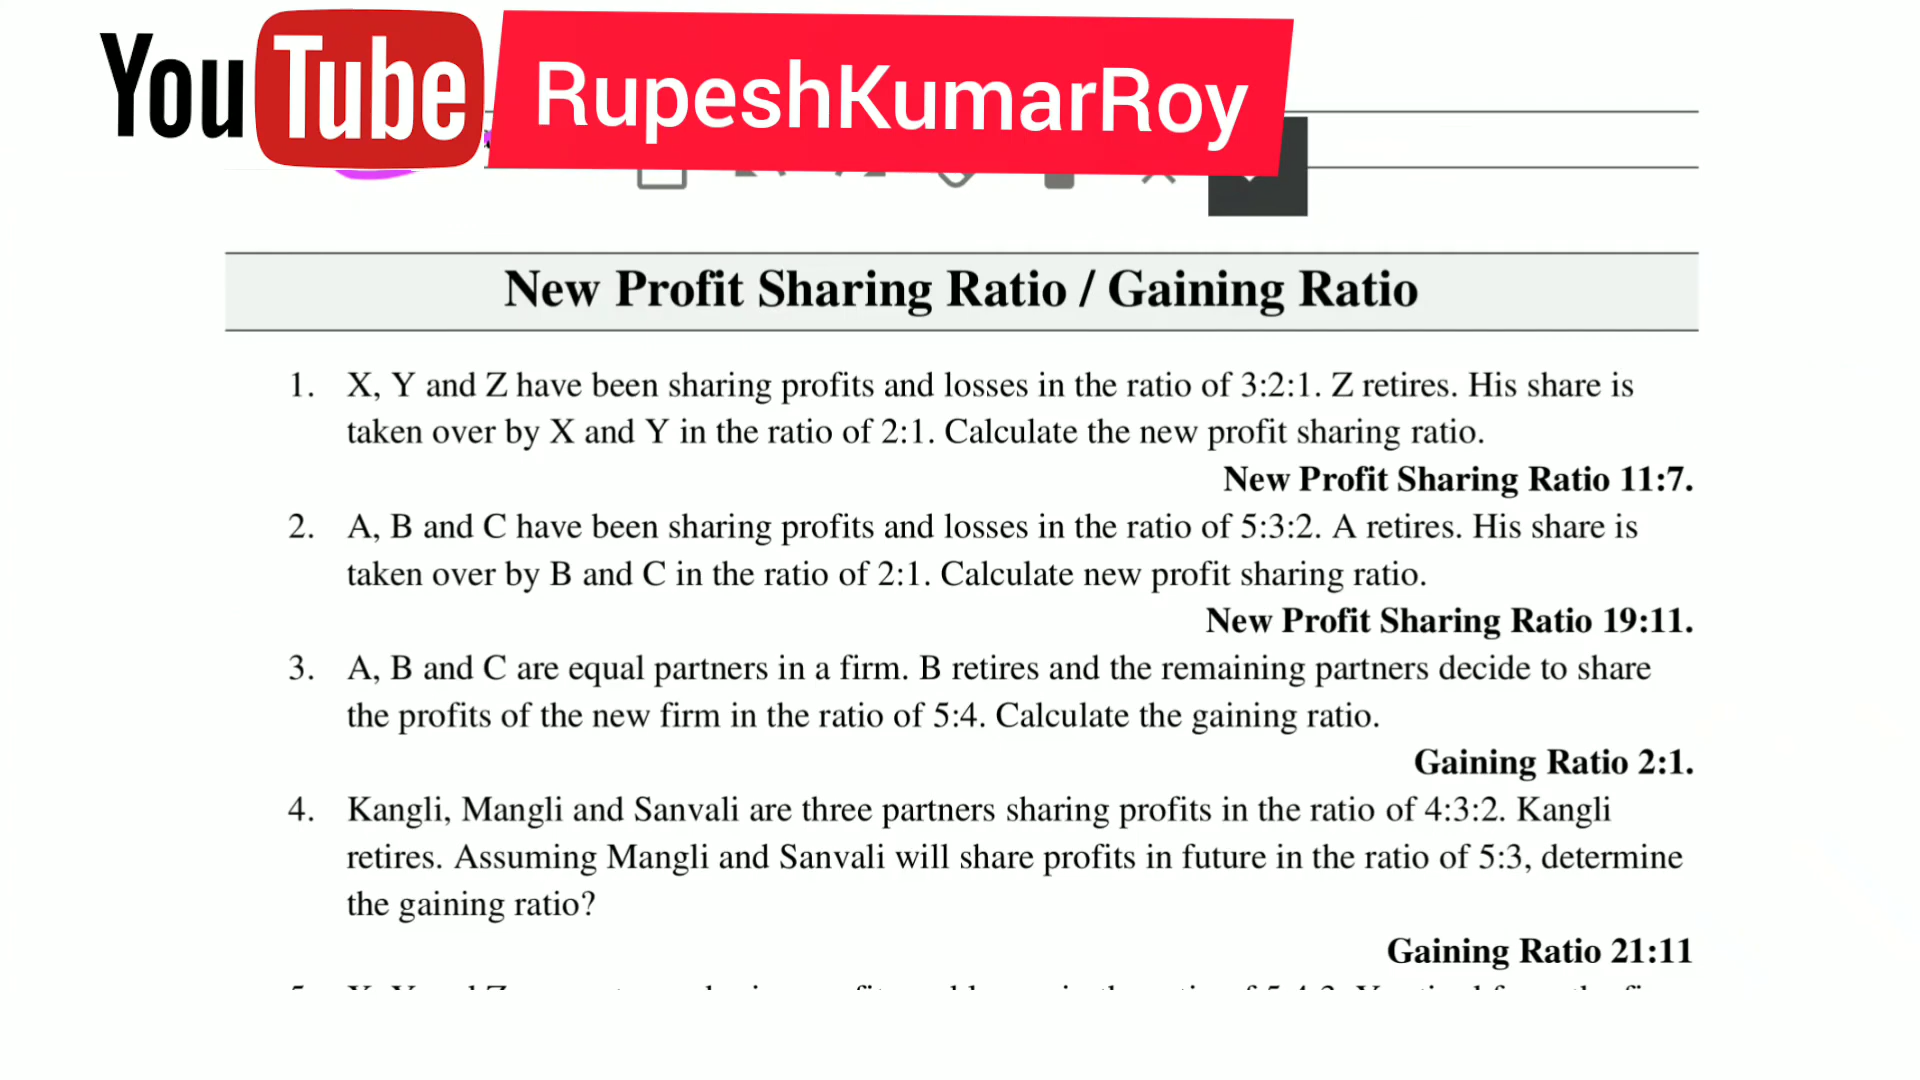 YouTube
RupeshKumarRoy
New Profit Sharing Ratio / Gaining Ratio
1. X, Y and Z have been sharing profits and losses in the ratio of 3:2:1. Z retires. His share is
taken over by X and Y in the ratio of 2:1. Calculate the new profit sharing ratio.
New Profit Sharing Ratio 11:7.
2. A, B and C have been sharing profits and losses in the ratio of 5:3:2. A retires. His share is
taken over by B and C in the ratio of 2:1. Calculate new profit sharing ratio.
New Profit Sharing Ratio 19:11.
3. A, B and C are equal partners in a firm. B retires and the remaining partners decide to share
the profits of the new firm in the ratio of 5:4. Calculate the gaining ratio.
Gaining Ratio 2:1.
4. Kangli, Mangli and Sanvali are three partners sharing profits in the ratio of 4:3:2. Kangli
retires. Assuming Mangli and Sanvali will share profits in future in the ratio of 5:3, determine
the gaining ratio?
Gaining Ratio 21:11